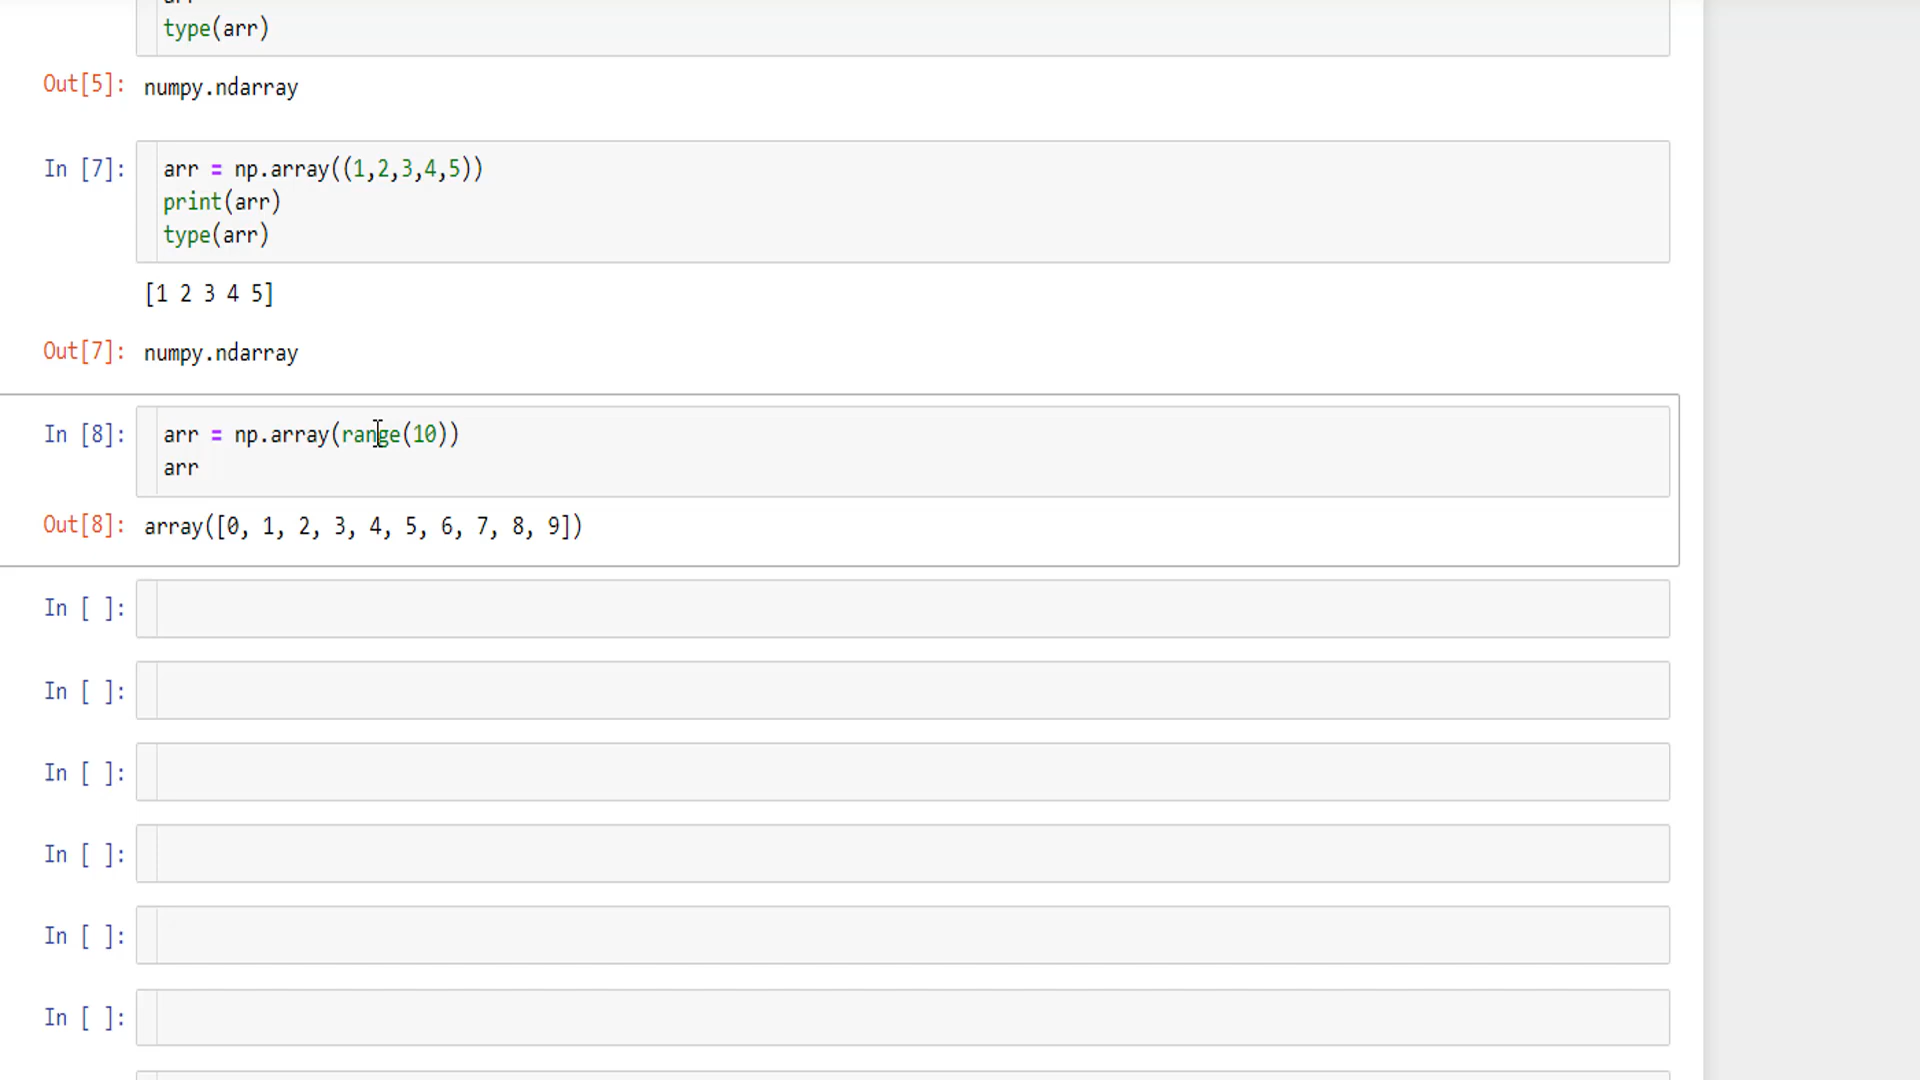 type(arr)
Out[5]: numpy.ndarray
In [7]: arr = np.array((1,2,3,4,5))
print(arr)
type(arr)
[1 2 3 4 5]
Out[7]: numpy.ndarray
In [8]: arr = np.array(range(10))
arr
Out[8]: array([0, 1, 2, 3, 4, 5, 6, 7, 8, 9])
In [ ]:
In [ ]:
In [ ]:
In [ ]:
In [ ]:
In [ ]: